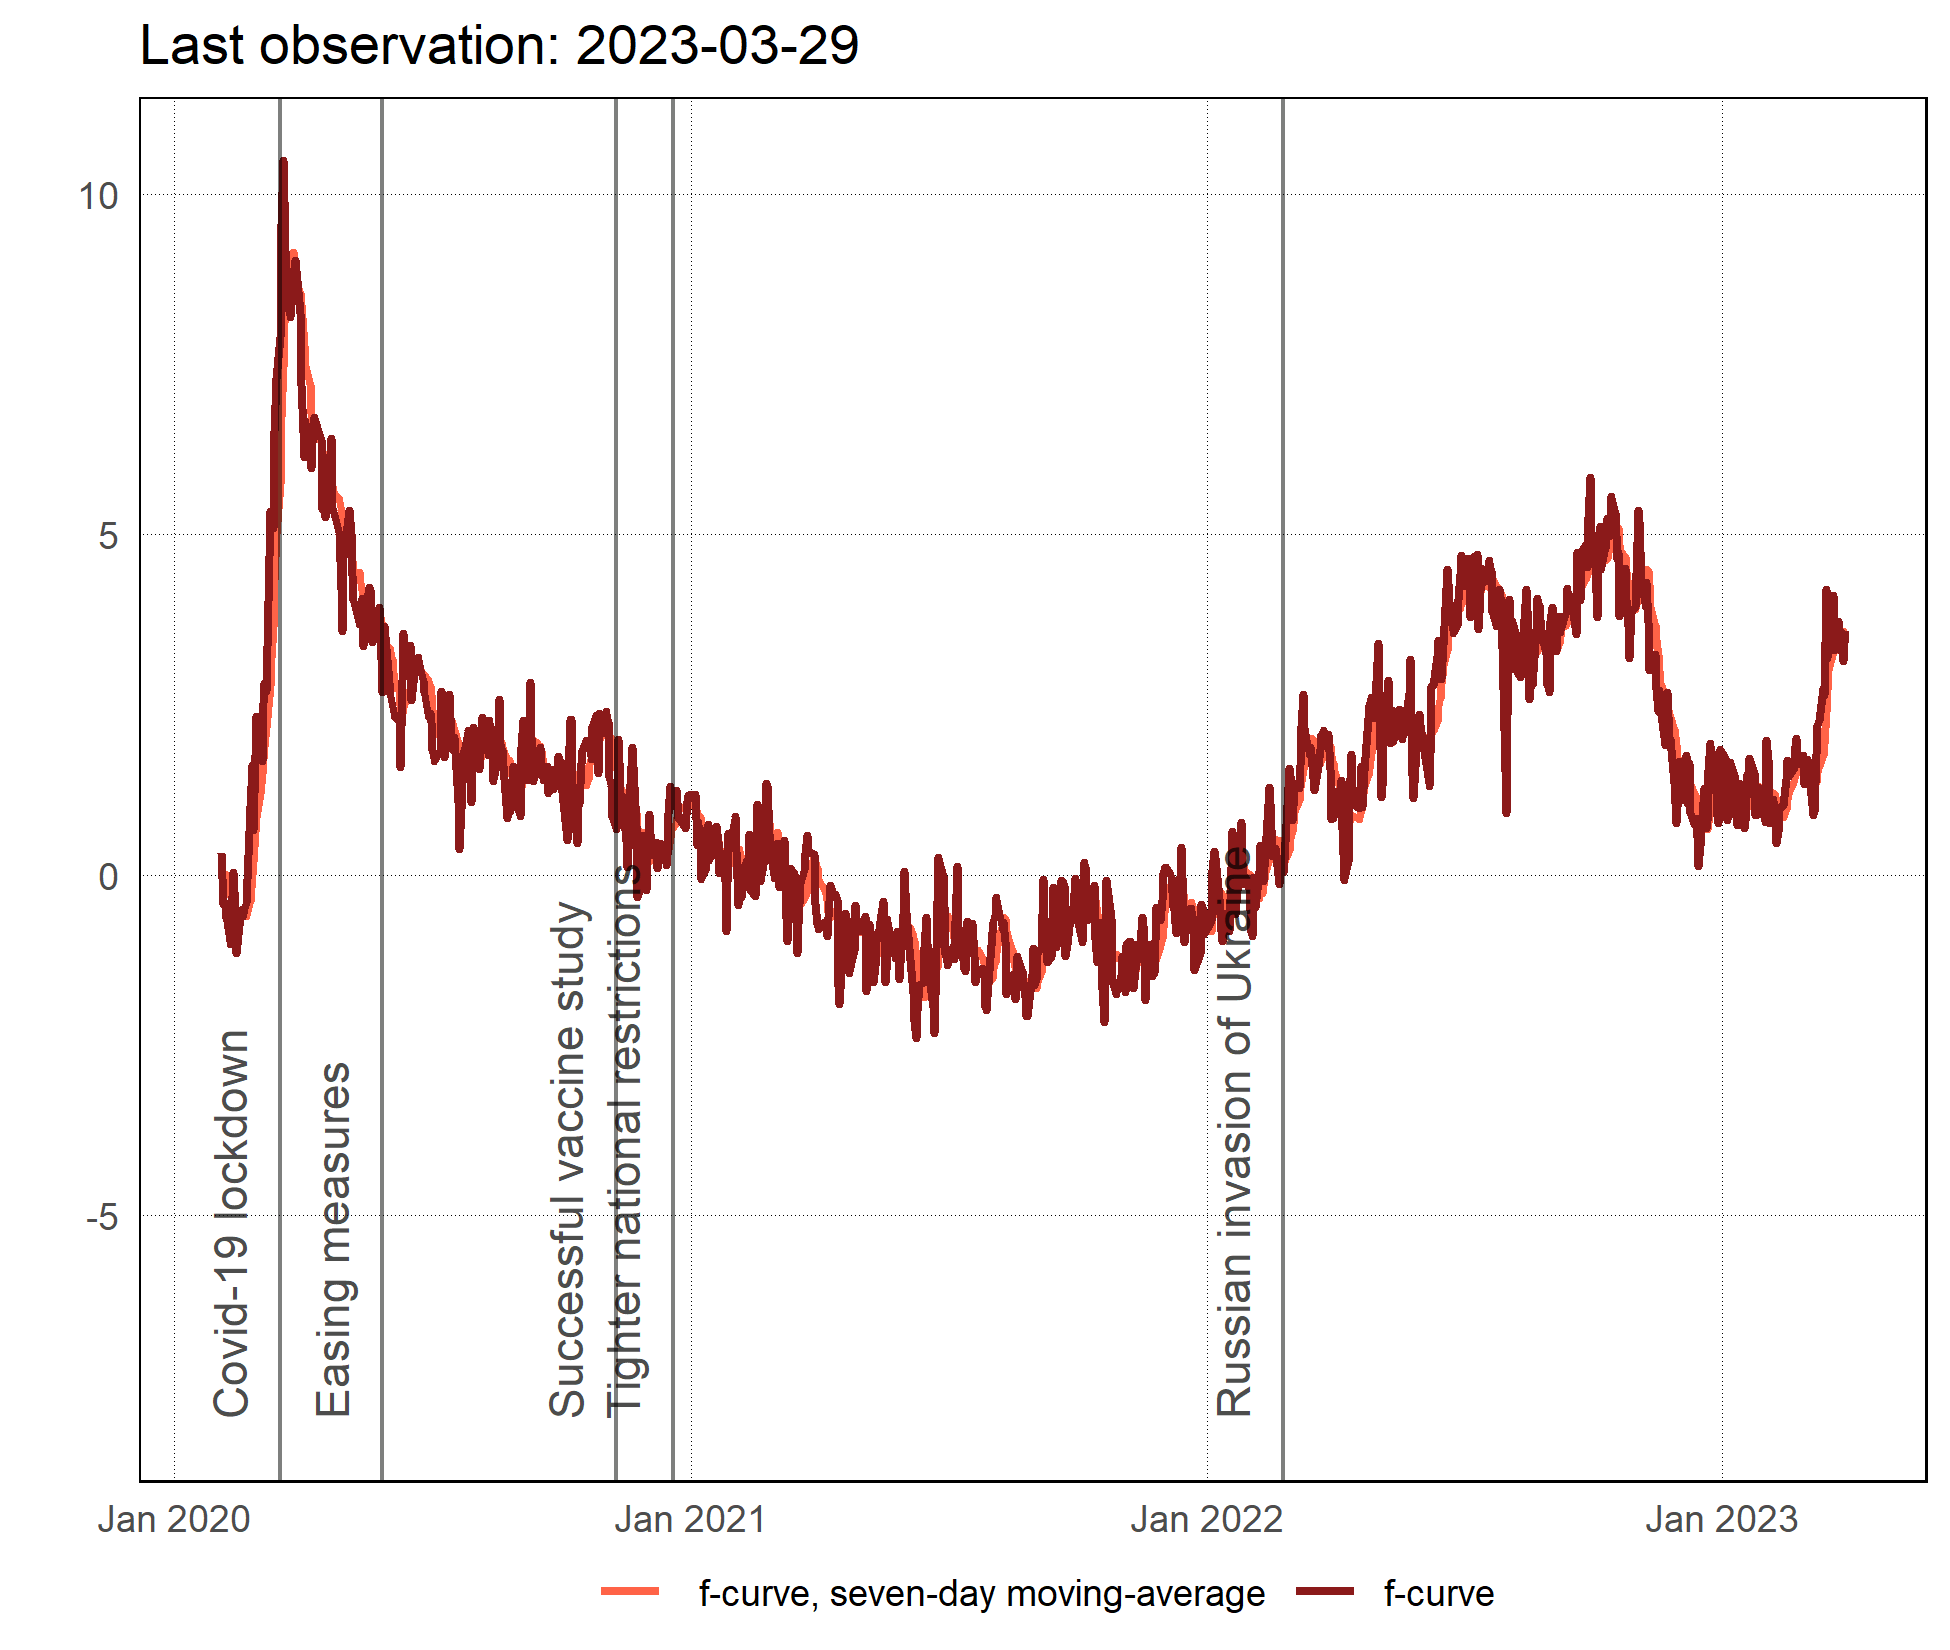 Last observation: 2023-03-29
10
5
0
-5
Covid-19 lockdown
Easing measures
Successful vaccine study
Tighter national restrictions
Russian invasion of Ukraine
Jan 2020
Jan 2021
Jan 2022
Jan 2023
f-curve, seven-day moving-average
f-curve